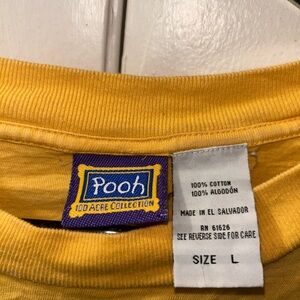 Pooh
100 ACRE COLLECTION
100% COTTON
100% ALGODÓN
MADE IN EL SALVADOR
RN 61626
SEE REVERSE SIDE FOR CARE
SIZE L